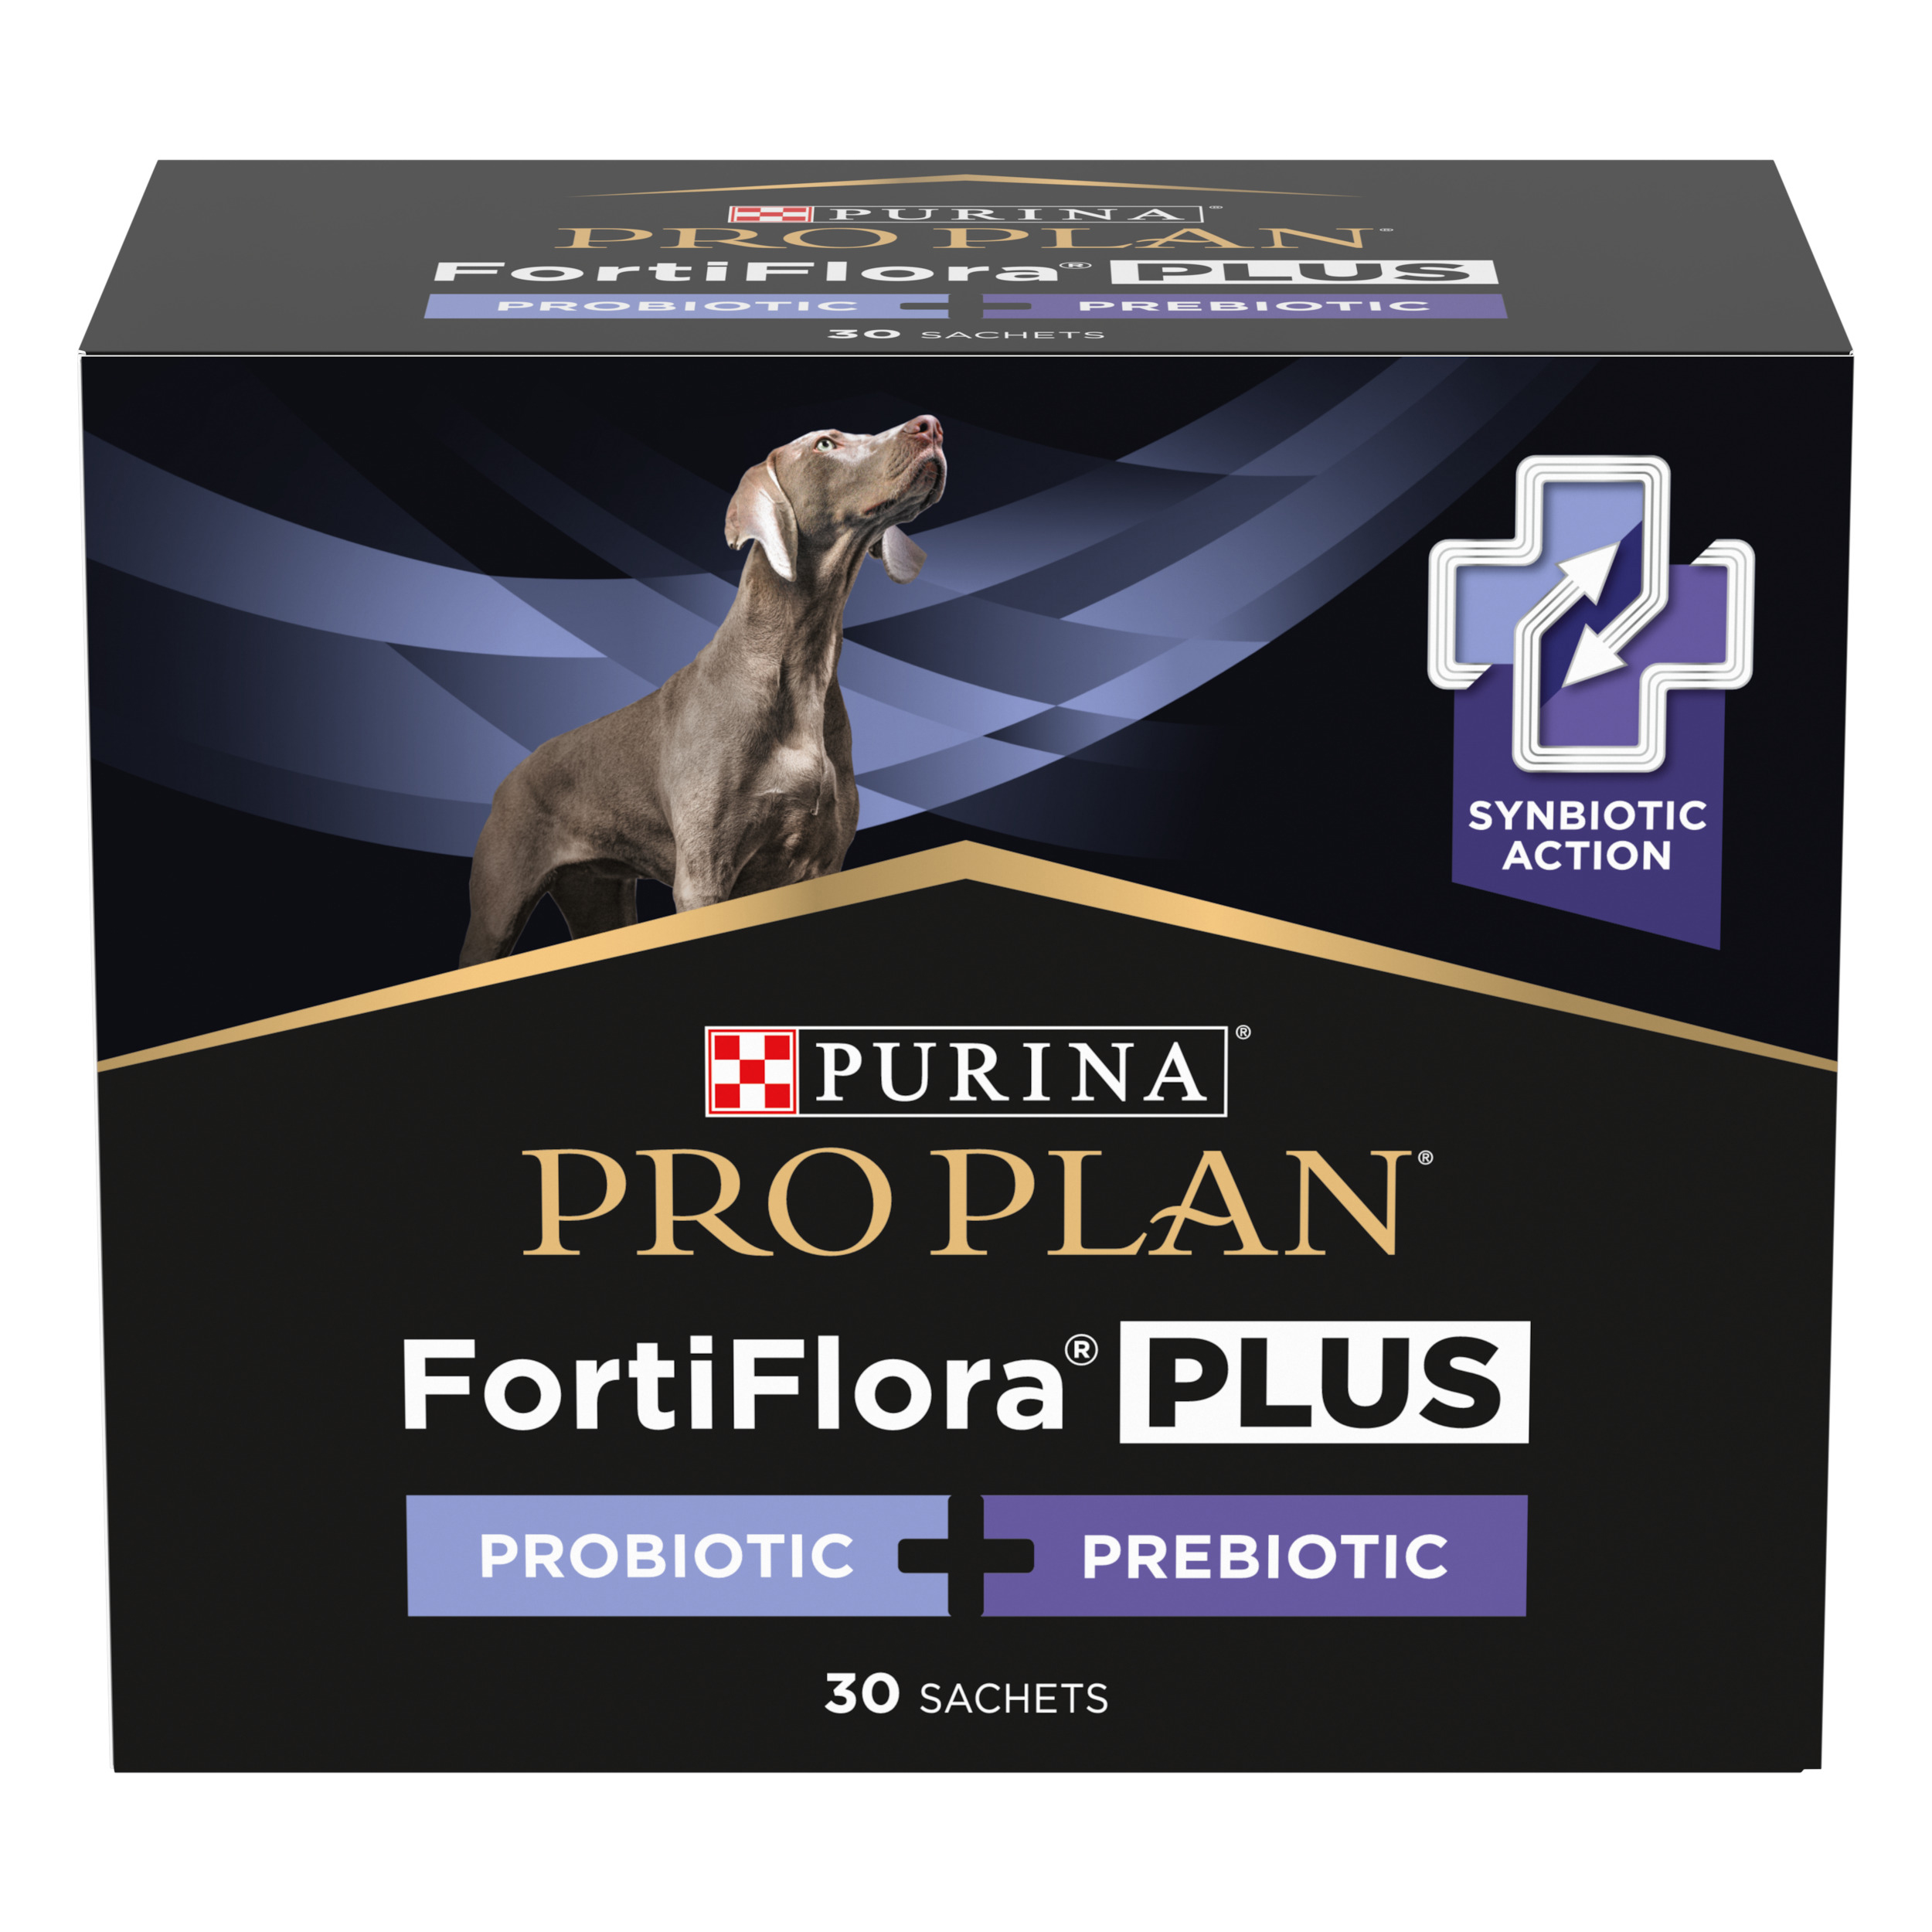 PURINA®
PRO PLAN®
FortiFlora® PLUS
PROBIOTIC + PREBIOTIC
30 SACHETS
SYNBIOTIC
ACTION
PURINA®
PRO PLAN®
FortiFlora® PLUS
PROBIOTIC + PREBIOTIC
30 SACHETS